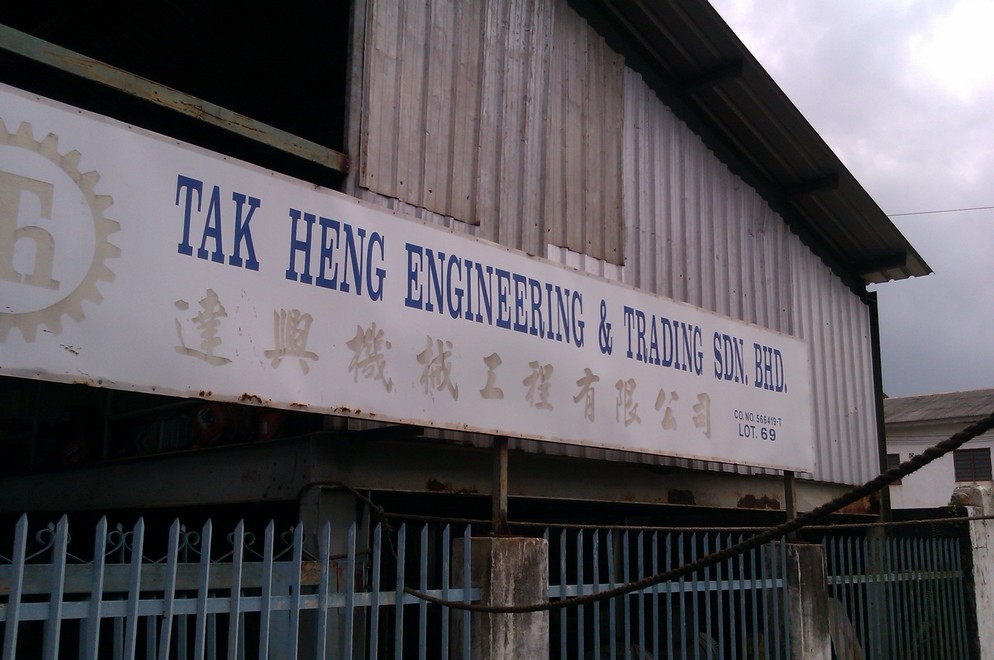 TAK HENG ENGINEERING & TRADING SDN. BHD.
達興機械工程有限公司
CO. NO. 566419-T
LOT. 69